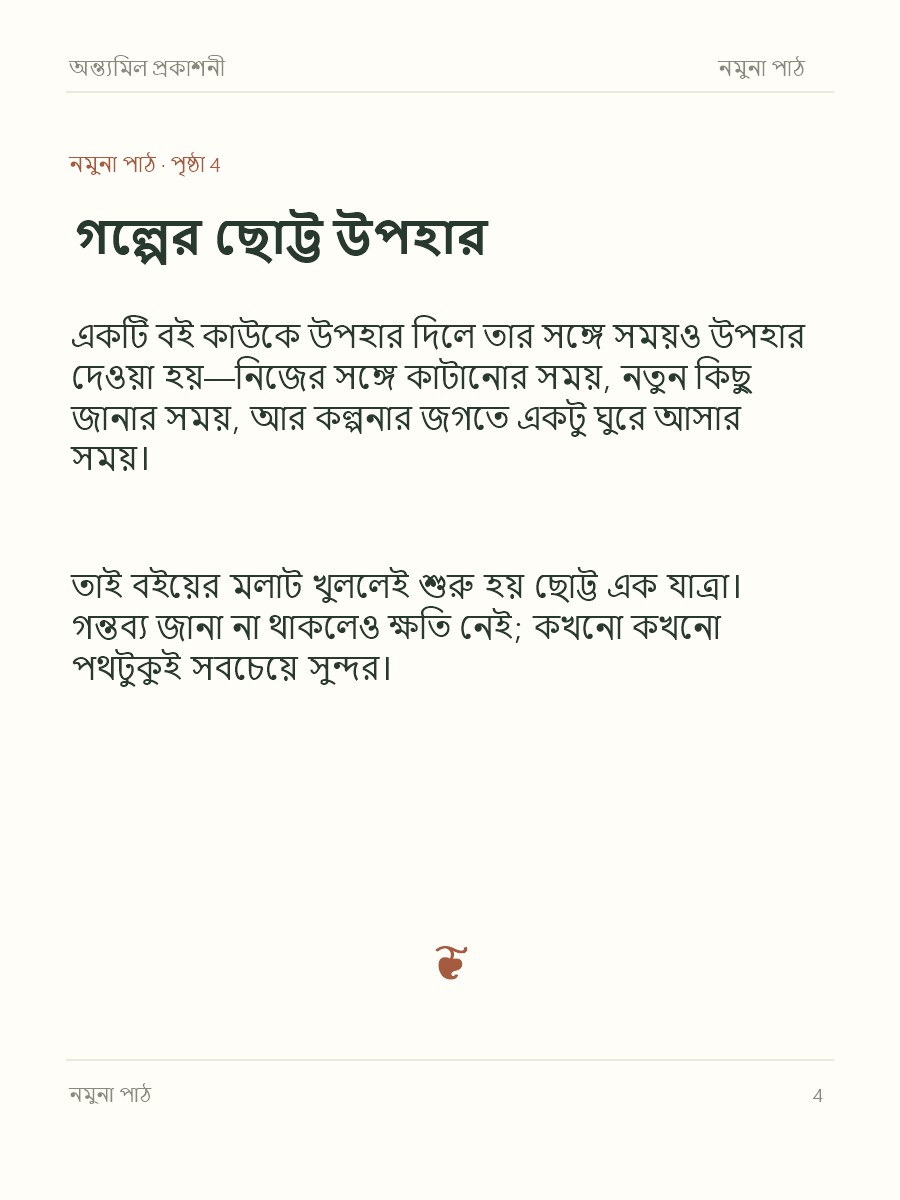 অন্ত্যমিল প্রকাশনী
নমুনা পাঠ
নমুনা পাঠ · পৃষ্ঠা 4
গল্পের ছোট্ট উপহার
একটি বই কাউকে উপহার দিলে তার সঙ্গে সময়ও উপহার
দেওয়া হয়—নিজের সঙ্গে কাটানোর সময়, নতুন কিছু
জানার সময়, আর কল্পনার জগতে একটু ঘুরে আসার
সময়।
তাই বইয়ের মলাট খুললেই শুরু হয় ছোট্ট এক যাত্রা।
গন্তব্য জানা না থাকলেও ক্ষতি নেই; কখনো কখনো
পথটুকুই সবচেয়ে সুন্দর।
❦
নমুনা পাঠ
4